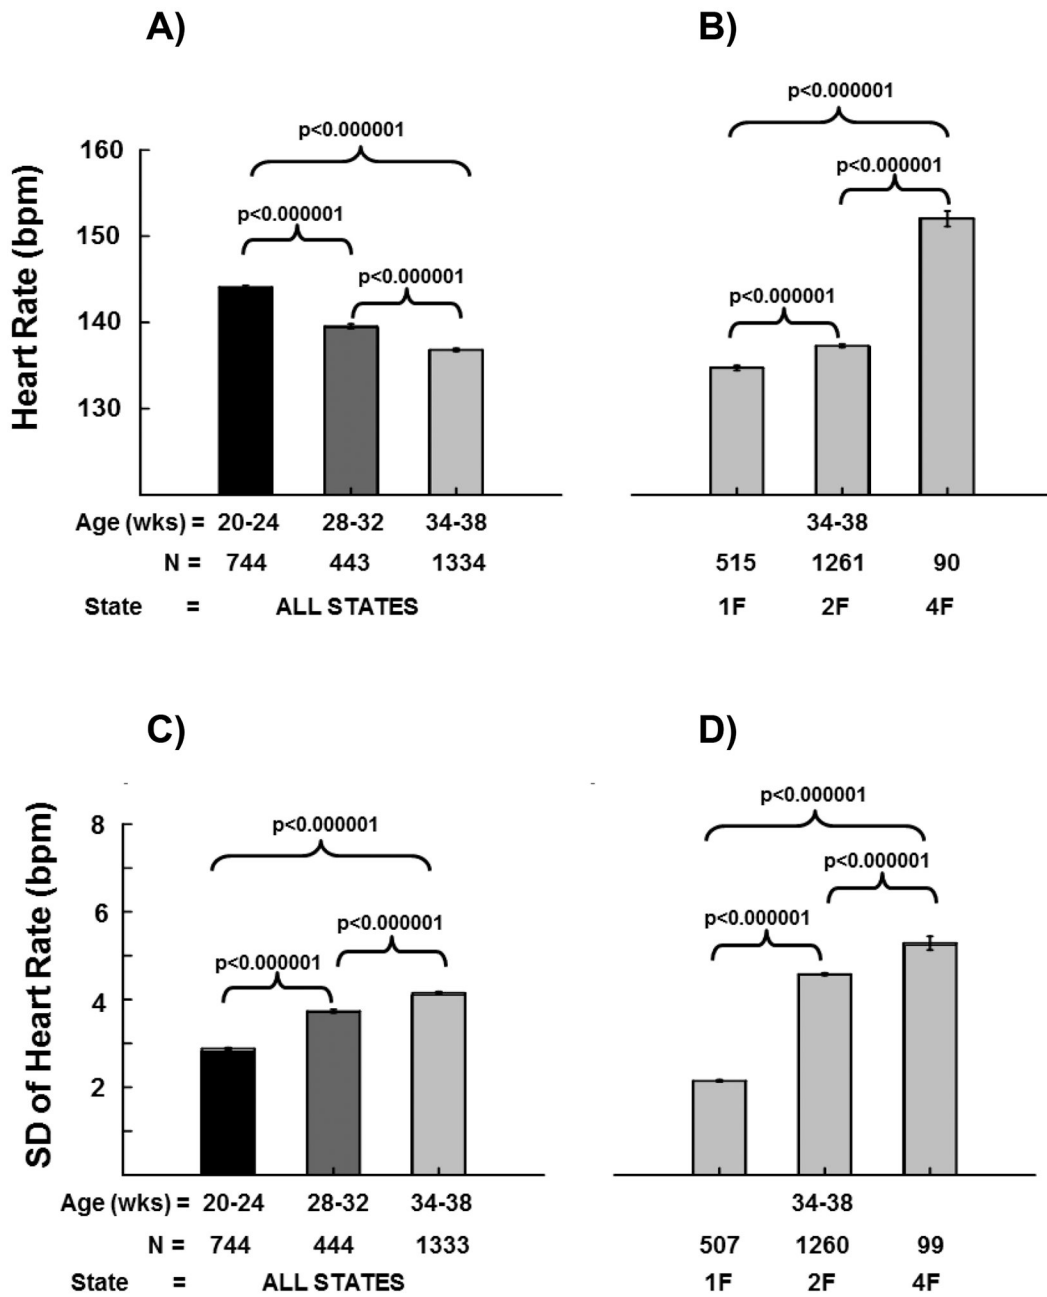 A)
B)
p<0.000001
p<0.000001
p<0.000001
p<0.000001
p<0.000001
p<0.000001
Heart Rate (bpm)
160
150
140
130
Age (wks) = 20-24 28-32 34-38 34-38
N = 744 443 1334 515 1261 90
State = ALL STATES 1F 2F 4F
C)
D)
p<0.000001
p<0.000001
p<0.000001
p<0.000001
p<0.000001
p<0.000001
SD of Heart Rate (bpm)
8
6
4
2
Age (wks) = 20-24 28-32 34-38 34-38
N = 744 444 1333 507 1260 99
State = ALL STATES 1F 2F 4F